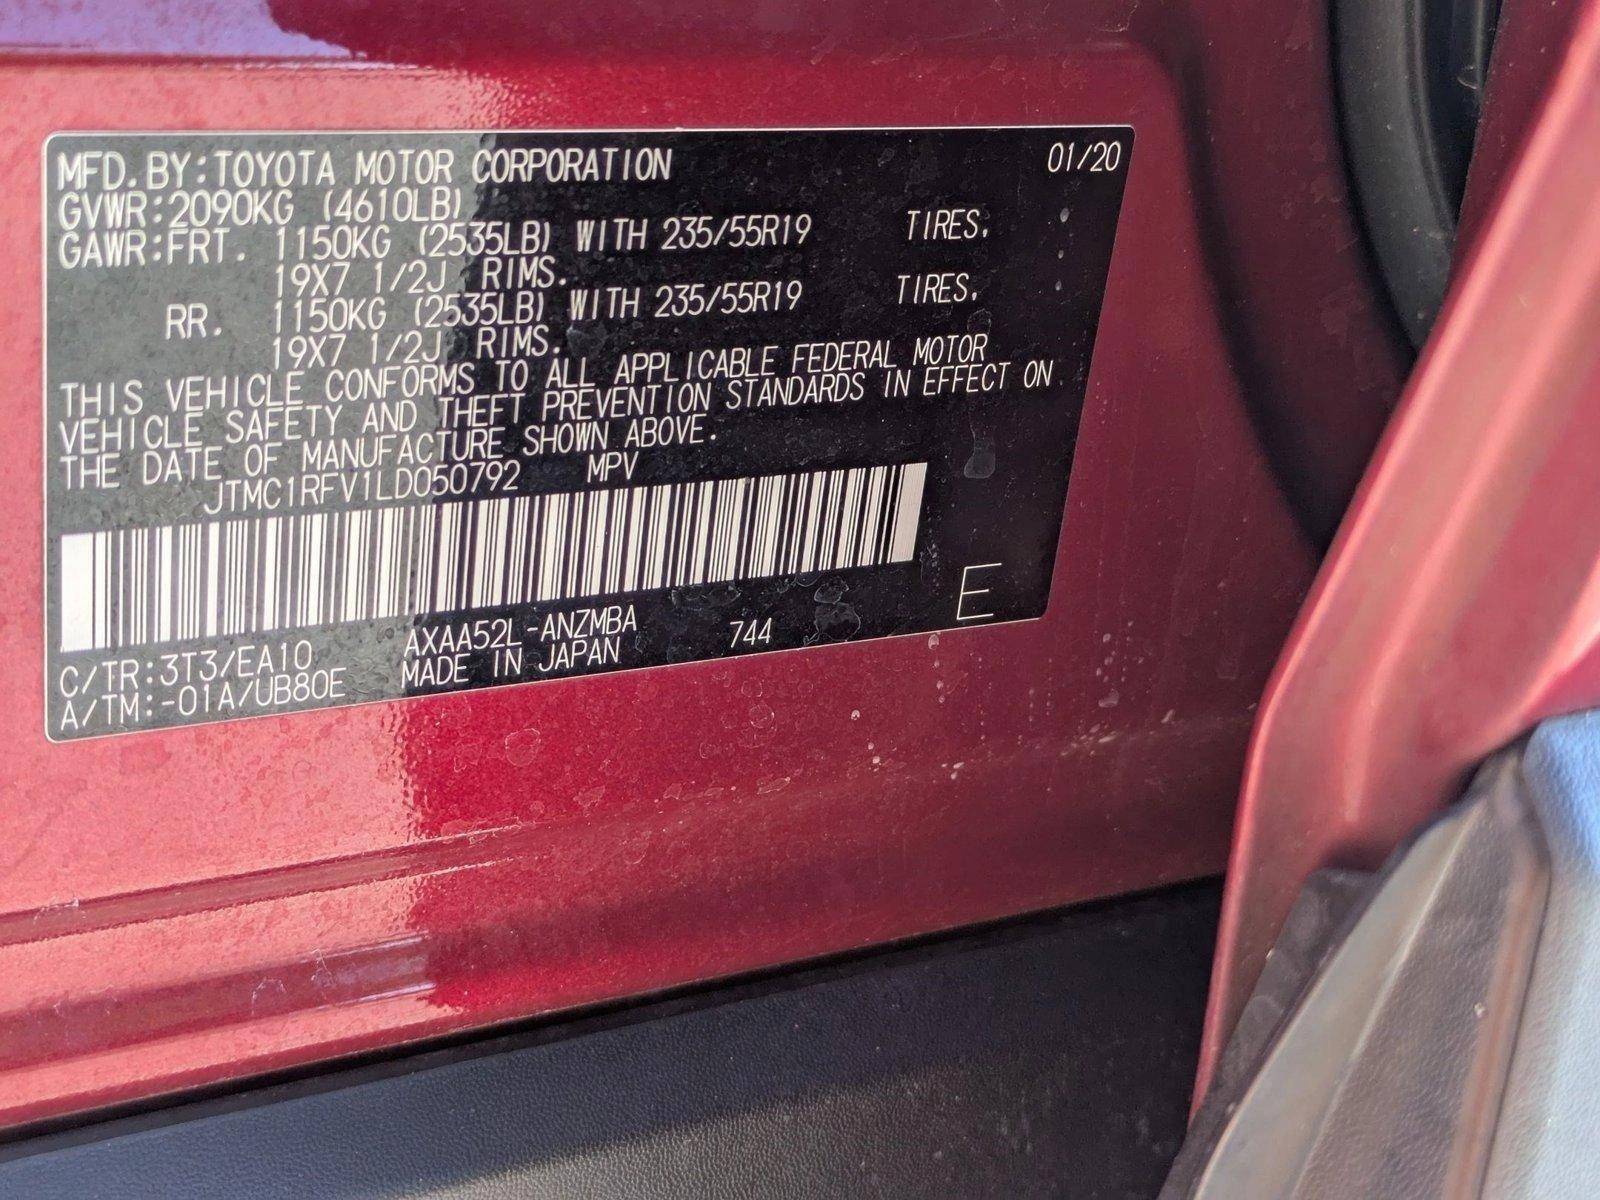 MFD.BY:TOYOTA MOTOR CORPORATION 01/20
GVWR:2090KG (4610LB)
GAWR:FRT. 1150KG (2535LB) WITH 235/55R19 TIRES,
19X7 1/2J RIMS.
RR. 1150KG (2535LB) WITH 235/55R19 TIRES,
19X7 1/2J RIMS.
THIS VEHICLE CONFORMS TO ALL APPLICABLE FEDERAL MOTOR
VEHICLE SAFETY AND THEFT PREVENTION STANDARDS IN EFFECT ON
THE DATE OF MANUFACTURE SHOWN ABOVE.
JTMC1RFV1LD050792 MPV
E
C/TR:3T3/EA10 AXAA52L-ANZMBA 744
A/TM:-01A/UB80E MADE IN JAPAN